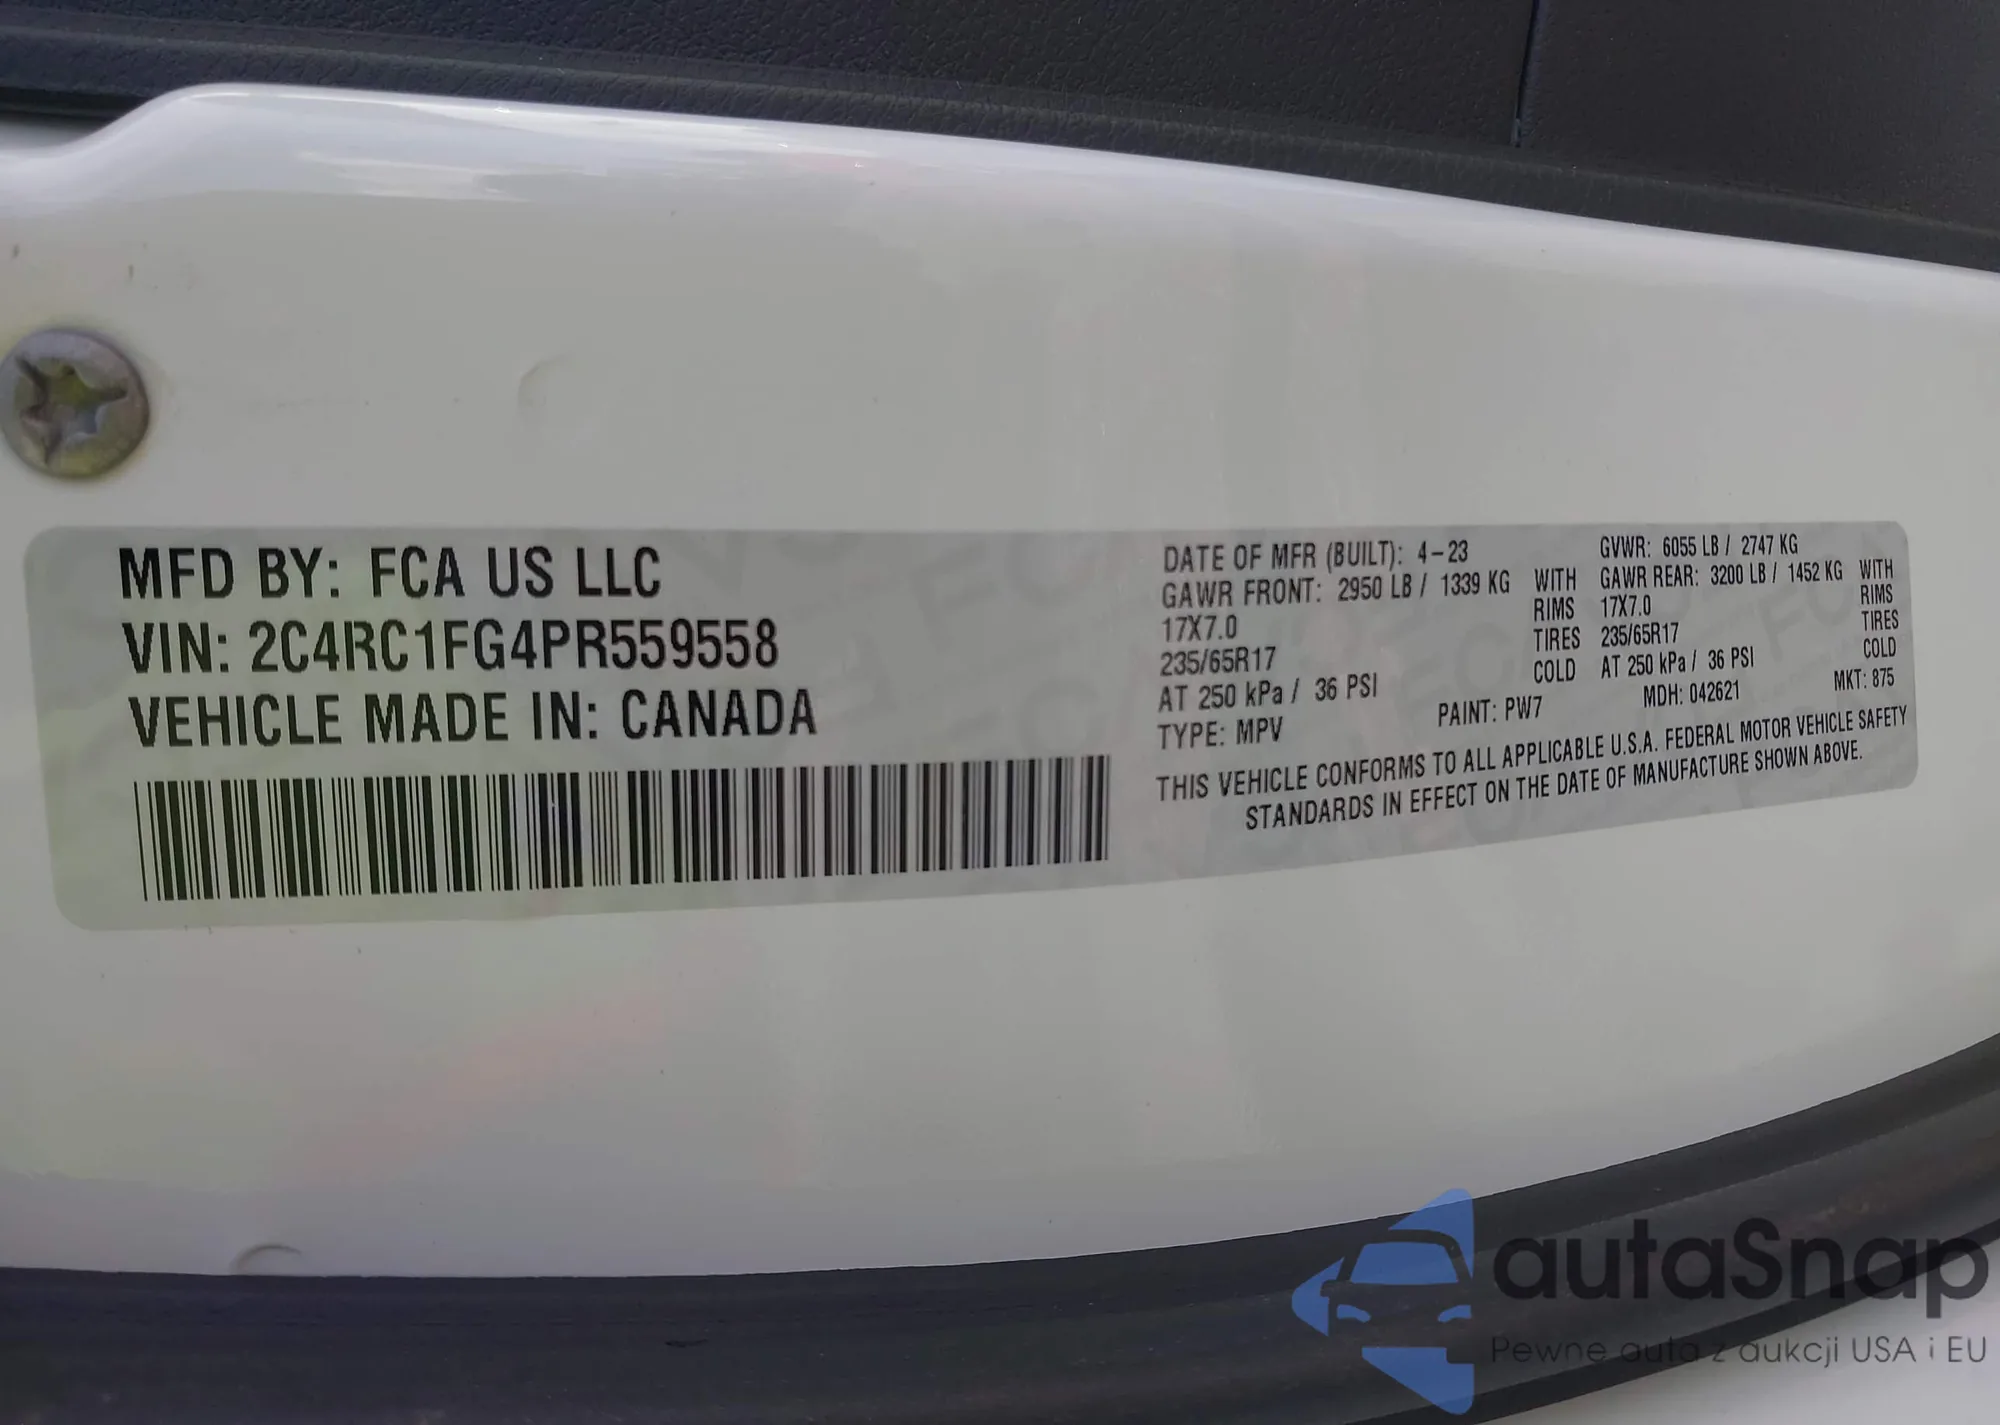 MFD BY: FCA US LLC
VIN: 2C4RC1FG4PR559558
VEHICLE MADE IN: CANADA
DATE OF MFR (BUILT): 4-23
GAWR FRONT: 2950 LB / 1339 KG WITH
17X7.0 RIMS
235/65R17 TIRES
AT 250 kPa / 36 PSI COLD
TYPE: MPV
PAINT: PW7
GVWR: 6055 LB / 2747 KG
GAWR REAR: 3200 LB / 1452 KG WITH
17X7.0 RIMS
235/65R17 TIRES
AT 250 kPa / 36 PSI COLD
MDH: 042621 MKT: 875
THIS VEHICLE CONFORMS TO ALL APPLICABLE U.S.A. FEDERAL MOTOR VEHICLE SAFETY
STANDARDS IN EFFECT ON THE DATE OF MANUFACTURE SHOWN ABOVE.
autaSnap
Pewne auta z aukcji USA i EU